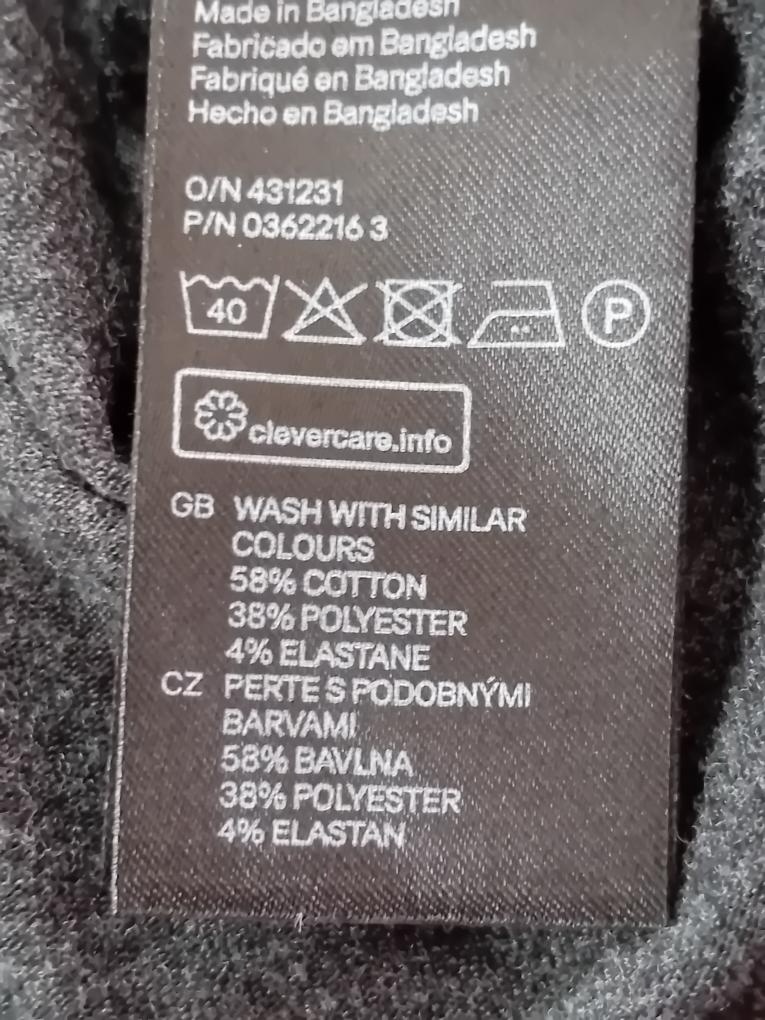 Made in Bangladesh
Fabricado em Bangladesh
Fabriqué en Bangladesh
Hecho en Bangladesh
O/N 431231
P/N 0362216 3
40 P
clevercare.info
GB WASH WITH SIMILAR
COLOURS
58% COTTON
38% POLYESTER
4% ELASTANE
CZ PERTE S PODOBNÝMI
BARVAMI
58% BAVLNA
38% POLYESTER
4% ELASTAN